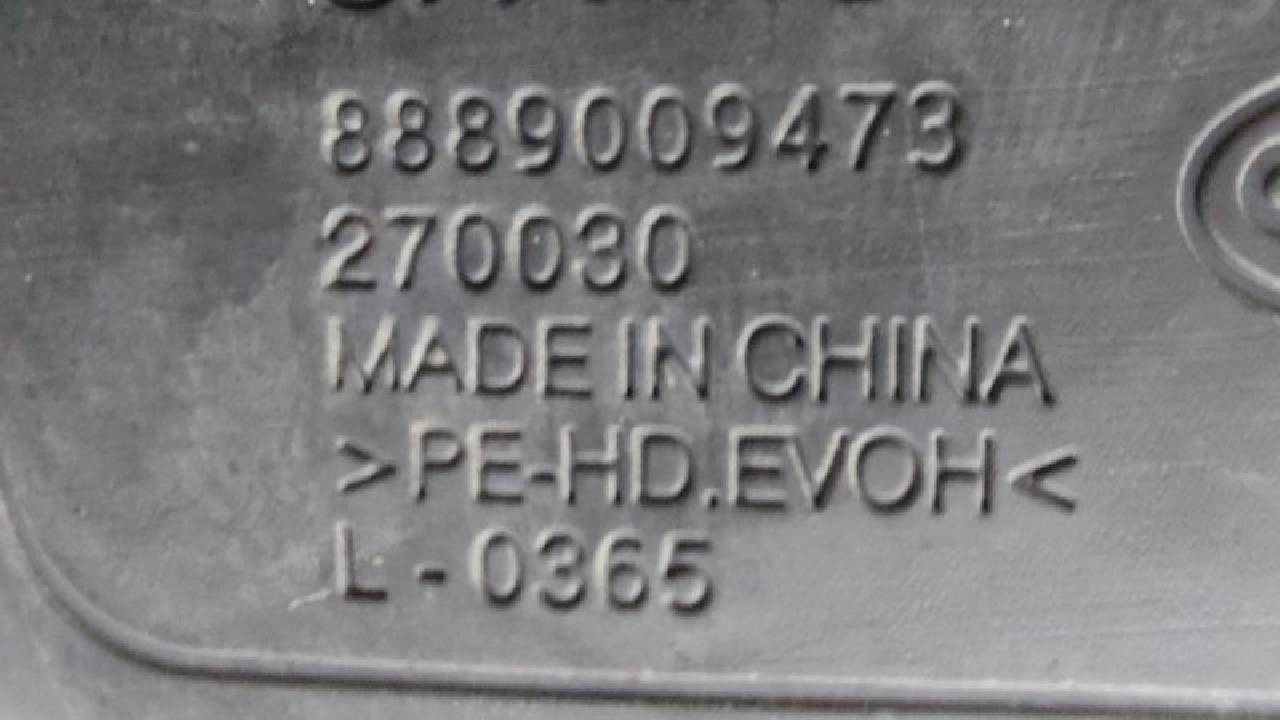 8889009473
270030
MADE IN CHINA
>PE-HD.EVOH<
L-0365